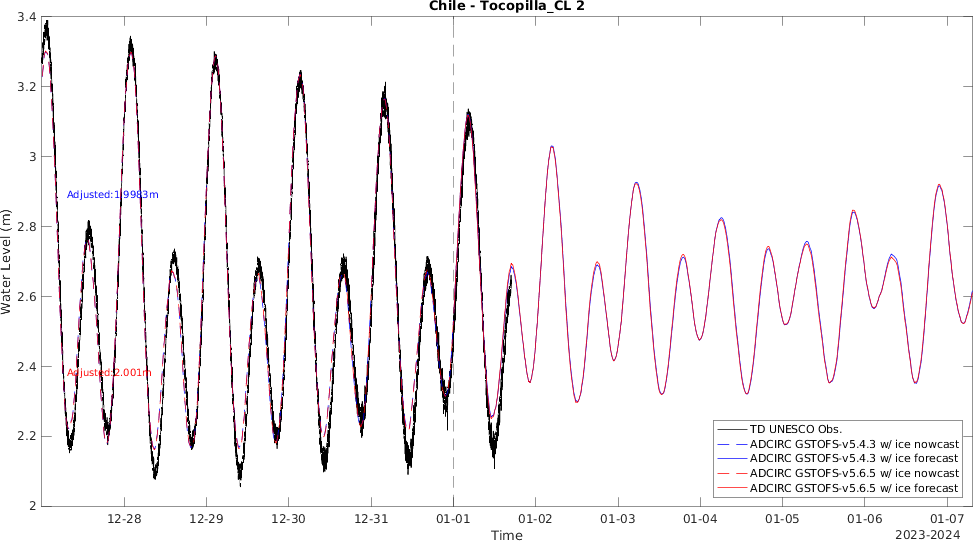 Chile - Tocopilla_CL 2
Water Level (m)
3.4
3.2
3
2.8
2.6
2.4
2.2
2
Adjusted:1.9983m
Adjusted:2.001m
TD UNESCO Obs.
ADCIRC GSTOFS-v5.4.3 w/ ice nowcast
ADCIRC GSTOFS-v5.4.3 w/ ice forecast
ADCIRC GSTOFS-v5.6.5 w/ ice nowcast
ADCIRC GSTOFS-v5.6.5 w/ ice forecast
12-28 12-29 12-30 12-31 01-01 01-02 01-03 01-04 01-05 01-06 01-07
Time
2023-2024